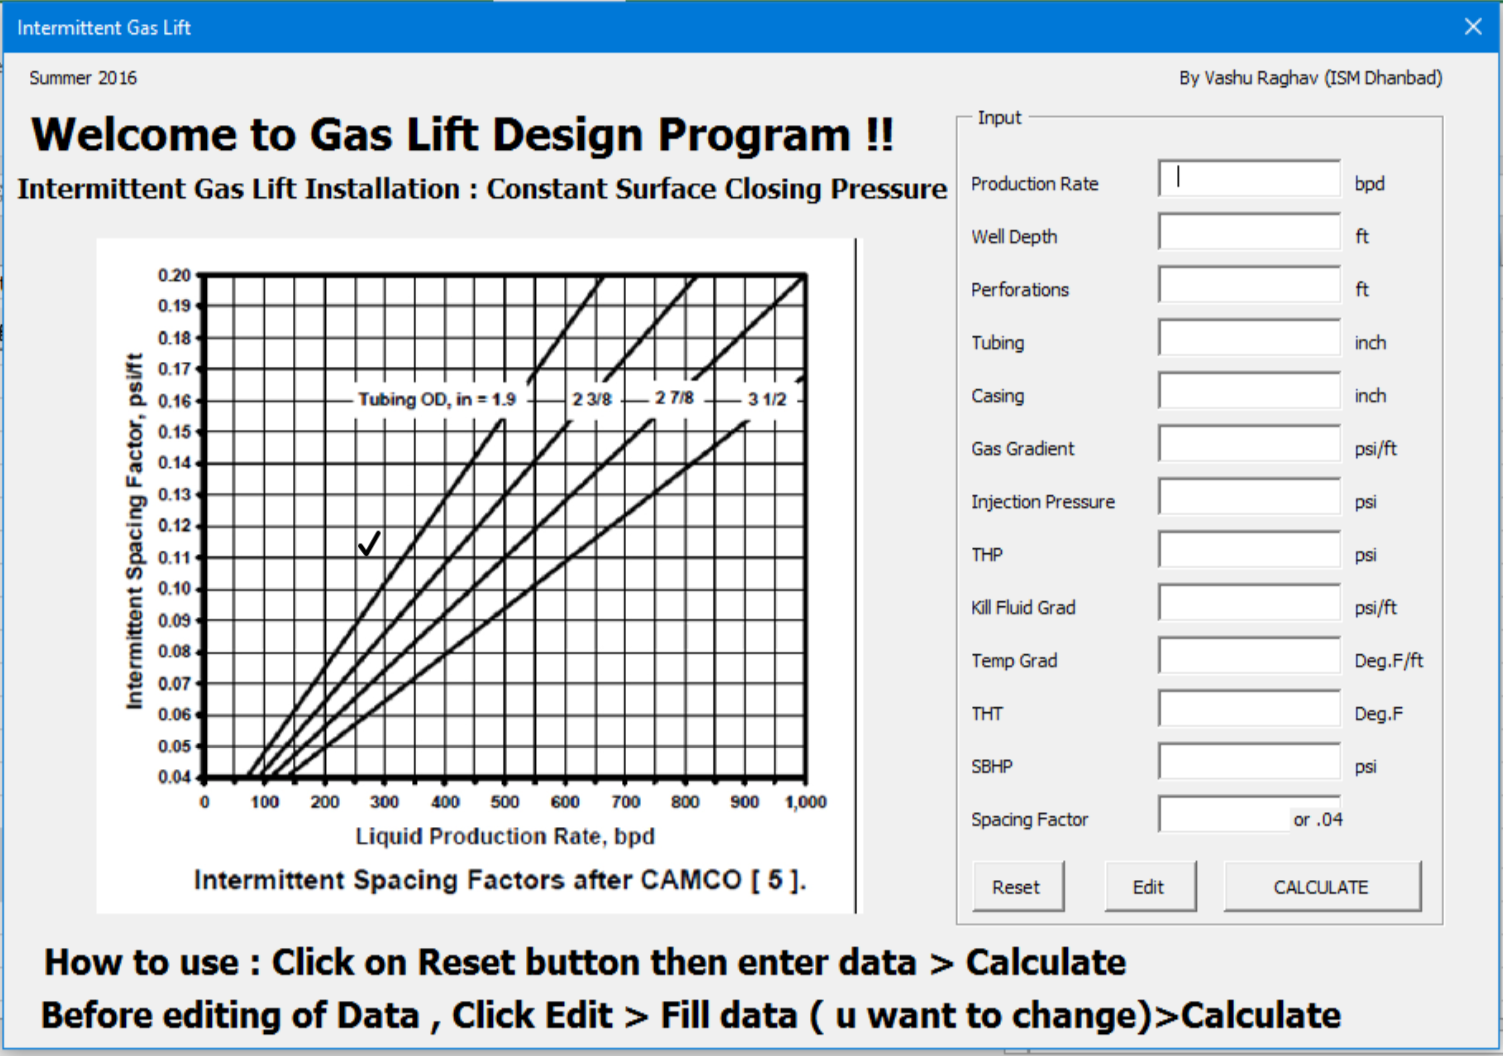 Intermittent Gas Lift
Summer 2016
By Vashu Raghav (ISM Dhanbad)
Welcome to Gas Lift Design Program !!
Intermittent Gas Lift Installation : Constant Surface Closing Pressure
Intermittent Spacing Factor, psi/ft
0.20
0.19
0.18
0.17
0.16
0.15
0.14
0.13
0.12
0.11
0.10
0.09
0.08
0.07
0.06
0.05
0.04
Tubing OD, in = 1.9 2 3/8 2 7/8 3 1/2
0 100 200 300 400 500 600 700 800 900 1,000
Liquid Production Rate, bpd
Intermittent Spacing Factors after CAMCO [ 5 ].
Input
Production Rate bpd
Well Depth ft
Perforations ft
Tubing inch
Casing inch
Gas Gradient psi/ft
Injection Pressure psi
THP psi
Kill Fluid Grad psi/ft
Temp Grad Deg.F/ft
THT Deg.F
SBHP psi
Spacing Factor or .04
Reset Edit CALCULATE
How to use : Click on Reset button then enter data > Calculate
Before editing of Data , Click Edit > Fill data ( u want to change)>Calculate